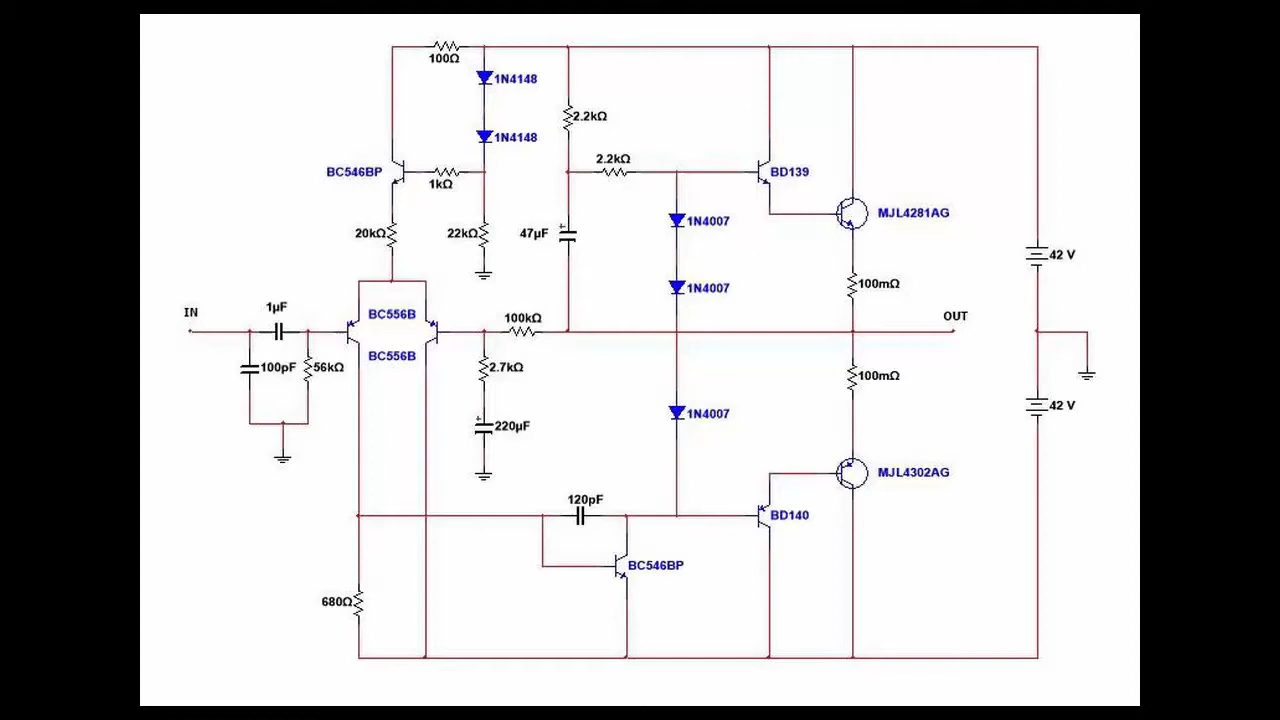 100Ω
1N4148
2.2kΩ
1N4148
2.2kΩ
BC546BP
1kΩ
BD139
MJL4281AG
1N4007
20kΩ
22kΩ
47µF
42 V
100mΩ
1N4007
IN
1µF
BC556B
100kΩ
OUT
BC556B
100pF
56kΩ
2.7kΩ
100mΩ
42 V
1N4007
220µF
MJL4302AG
120pF
BD140
BC546BP
680Ω